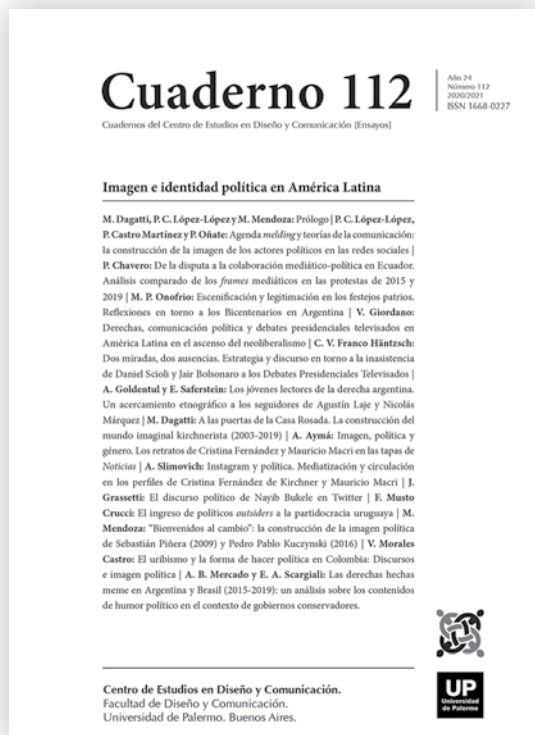 Cuaderno 112
Año 24
Número 112
2020/2021
ISSN 1668-0227
Cuadernos del Centro de Estudios en Diseño y Comunicación [Ensayos]
Imagen e identidad política en América Latina
M. Dagatti, P. C. López-López y M. Mendoza: Prólogo | P. C. López-López,
P. Castro Martínez y P. Oñate: Agenda melding y teorías de la comunicación:
la construcción de la imagen de los actores políticos en las redes sociales |
P. Chavero: De la disputa a la colaboración mediático-política en Ecuador.
Análisis comparado de los frames mediáticos en las protestas de 2015 y
2019 | M. P. Onofrio: Escenificación y legitimación en los festejos patrios.
Reflexiones en torno a los Bicentenarios en Argentina | V. Giordano:
Derechas, comunicación política y debates presidenciales televisados en
América Latina en el ascenso del neoliberalismo | C. V. Franco Häntzsch:
Dos miradas, dos ausencias. Estrategia y discurso en torno a la inasistencia
de Daniel Scioli y Jair Bolsonaro a los Debates Presidenciales Televisados |
A. Goldentul y E. Saferstein: Los jóvenes lectores de la derecha argentina.
Un acercamiento etnográfico a los seguidores de Agustín Laje y Nicolás
Márquez | M. Dagatti: A las puertas de la Casa Rosada. La construcción del
mundo imaginal kirchnerista (2003-2019) | A. Aymá: Imagen, política y
género. Los retratos de Cristina Fernández y Mauricio Macri en las tapas de
Noticias | A. Slimovich: Instagram y política. Mediatización y circulación
en los perfiles de Cristina Fernández de Kirchner y Mauricio Macri | J.
Grassetti: El discurso político de Nayib Bukele en Twitter | F. Musto
Crucci: El ingreso de políticos outsiders a la partidocracia uruguaya | M.
Mendoza: "Bienvenidos al cambio": la construcción de la imagen política
de Sebastián Piñera (2009) y Pedro Pablo Kuczynski (2016) | V. Morales
Castro: El uribismo y la forma de hacer política en Colombia: Discursos
e imagen política | A. B. Mercado y E. A. Scargiali: Las derechas hechas
meme en Argentina y Brasil (2015-2019): un análisis sobre los contenidos
de humor político en el contexto de gobiernos conservadores.
Centro de Estudios en Diseño y Comunicación.
Facultad de Diseño y Comunicación.
Universidad de Palermo. Buenos Aires.
UP
Universidad
de Palermo